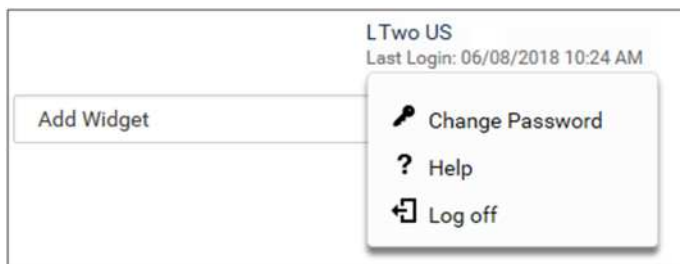 LTwo US
Last Login: 06/08/2018 10:24 AM
Add Widget
Change Password
? Help
Log off